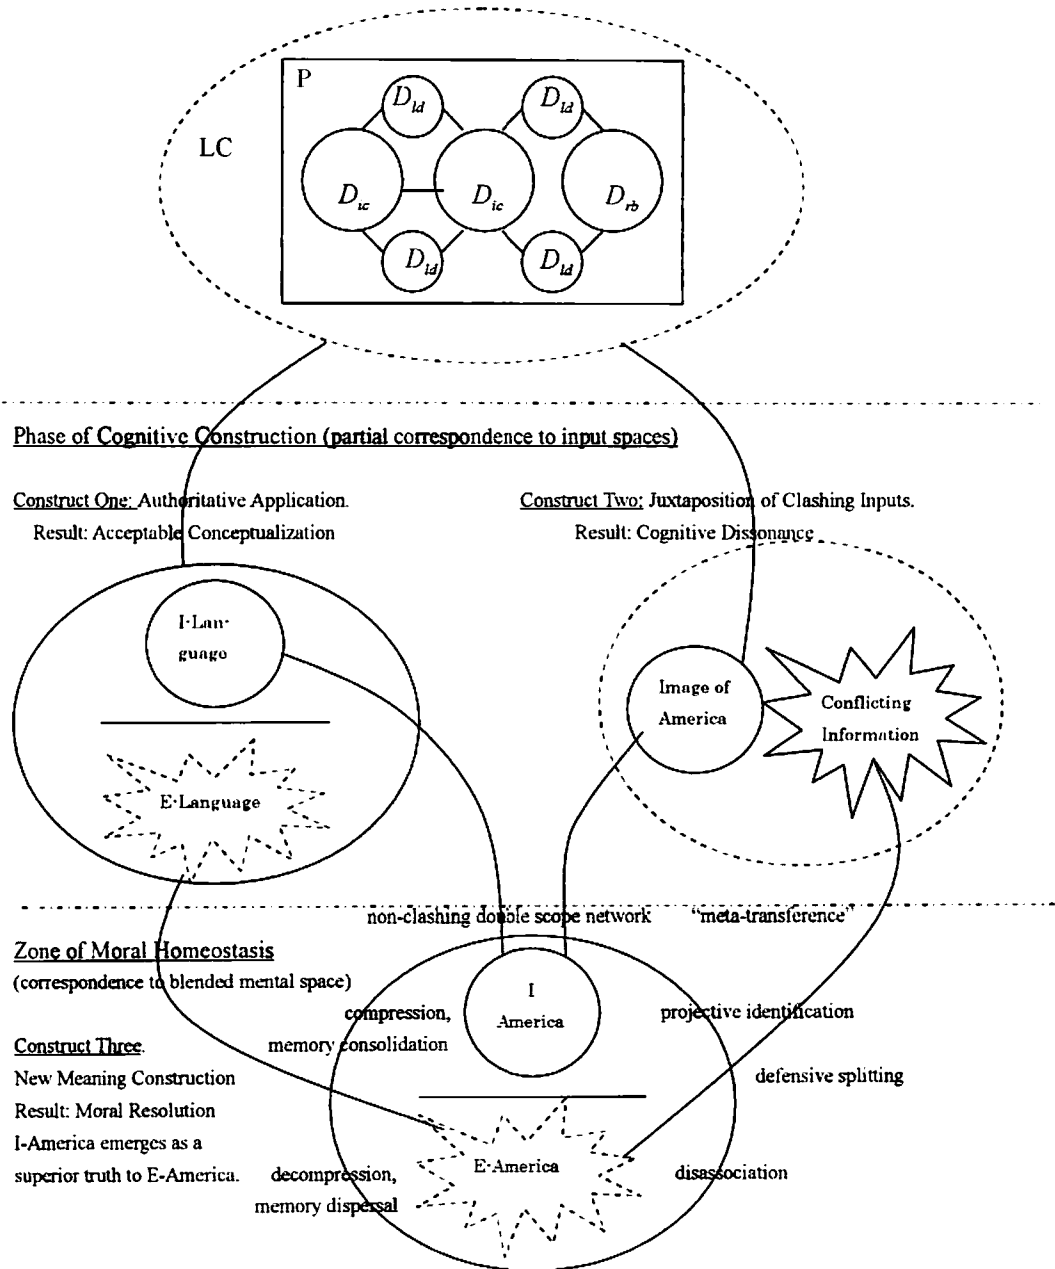 P
D_ld D_ld
LC
D_ic D_ic D_rb
D_ld D_ld
Phase of Cognitive Construction (partial correspondence to input spaces)
Construct One: Authoritative Application.
Result: Acceptable Conceptualization
Construct Two: Juxtaposition of Clashing Inputs.
Result: Cognitive Dissonance
I-Lan-
guage
E-Language
Image of
America
Conflicting
Information
non-clashing double scope network
“meta-transference”
Zone of Moral Homeostasis
(correspondence to blended mental space)
I
America
compression,
memory consolidation
projective identification
defensive splitting
Construct Three.
New Meaning Construction
Result: Moral Resolution
I-America emerges as a
superior truth to E-America.
E-America
decompression,
memory dispersal
disassociation